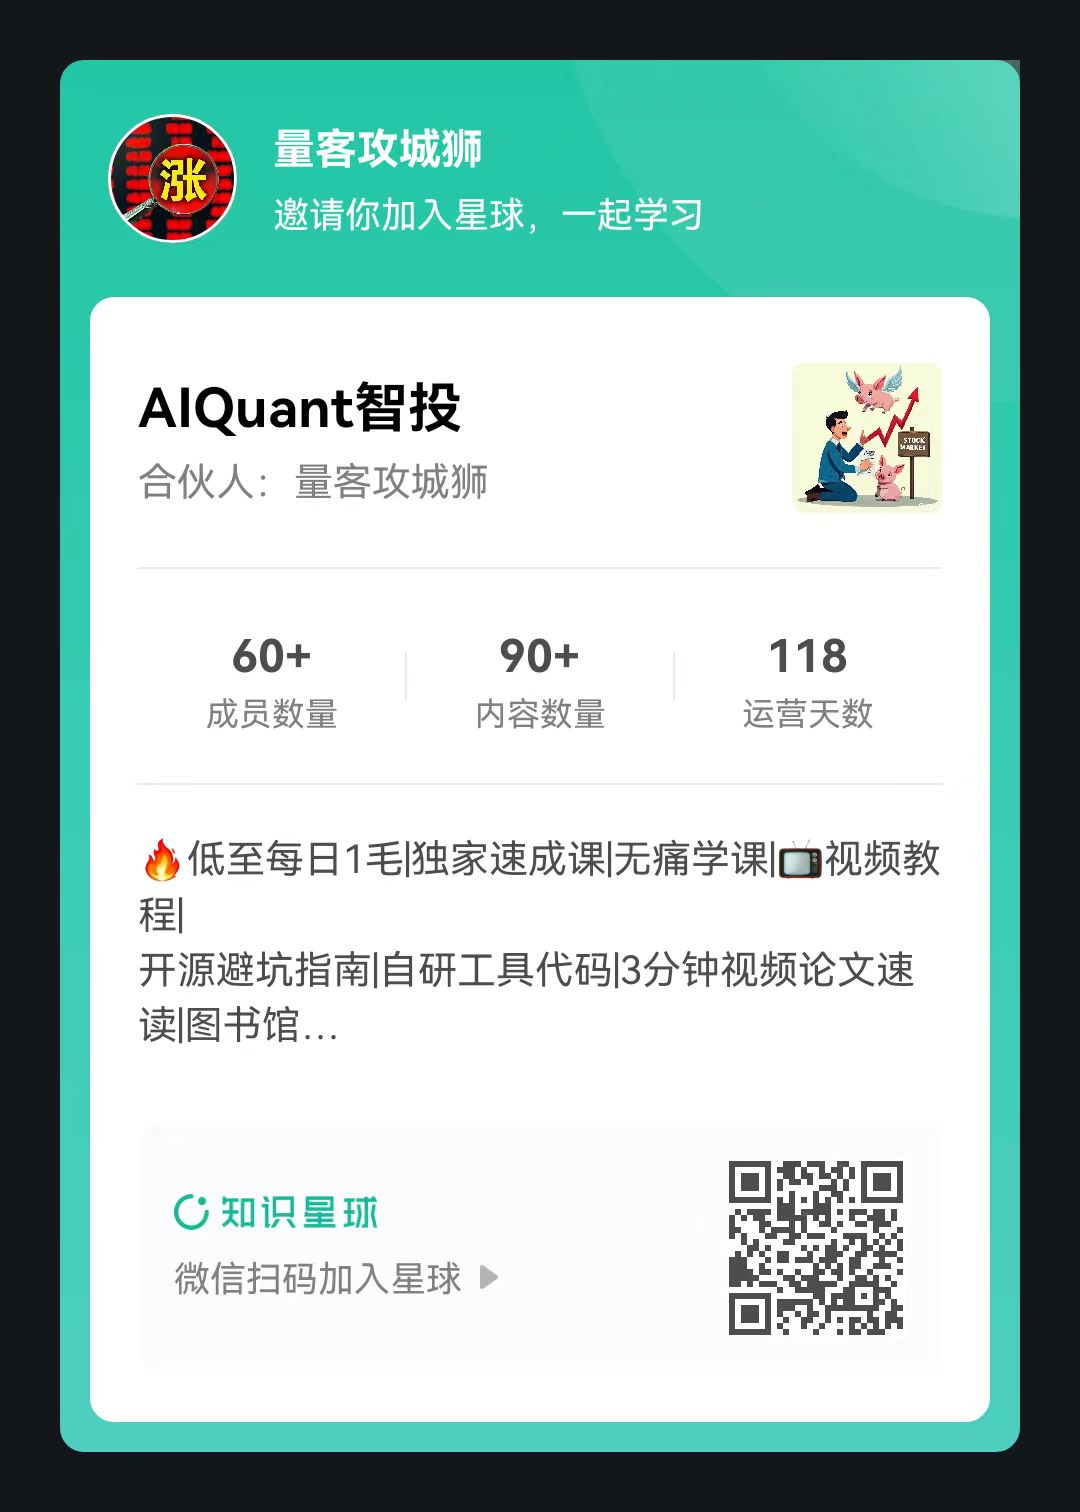 涨
量客攻城狮
邀请你加入星球，一起学习
AIQuant智投
合伙人：量客攻城狮
STOCK
MARKET
60+
成员数量
90+
内容数量
118
运营天数
🔥低至每日1毛|独家速成课|无痛学课|📺视频教
程|
开源避坑指南|自研工具代码|3分钟视频论文速
读|图书馆...
知识星球
微信扫码加入星球